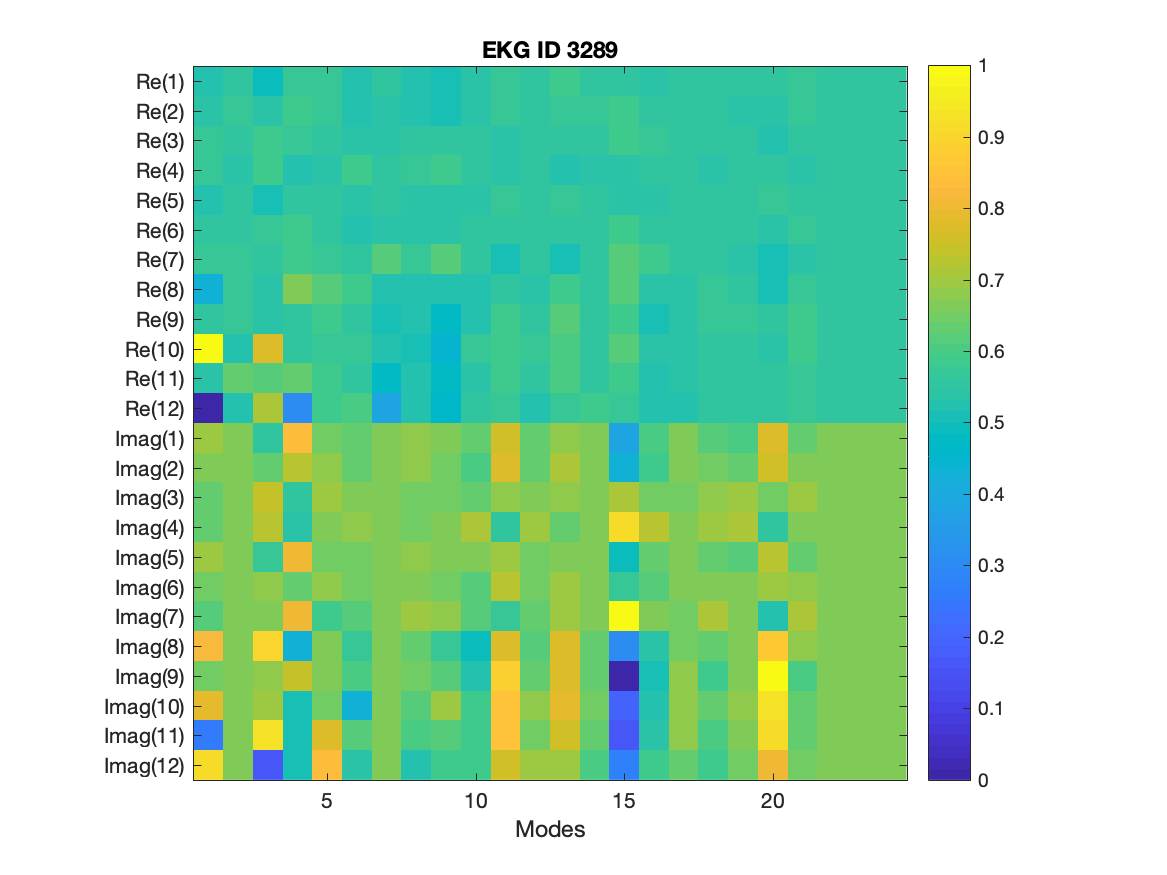 EKG ID 3289
Re(1)
Re(2)
Re(3)
Re(4)
Re(5)
Re(6)
Re(7)
Re(8)
Re(9)
Re(10)
Re(11)
Re(12)
Imag(1)
Imag(2)
Imag(3)
Imag(4)
Imag(5)
Imag(6)
Imag(7)
Imag(8)
Imag(9)
Imag(10)
Imag(11)
Imag(12)
5 10 15 20
Modes
1
0.9
0.8
0.7
0.6
0.5
0.4
0.3
0.2
0.1
0